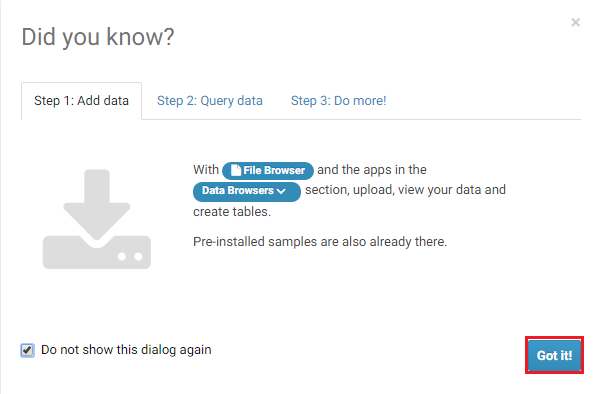 ×
Did you know?
Step 1: Add data Step 2: Query data Step 3: Do more!
With File Browser and the apps in the
Data Browsers section, upload, view your data and
create tables.
Pre-installed samples are also already there.
Do not show this dialog again
Got it!